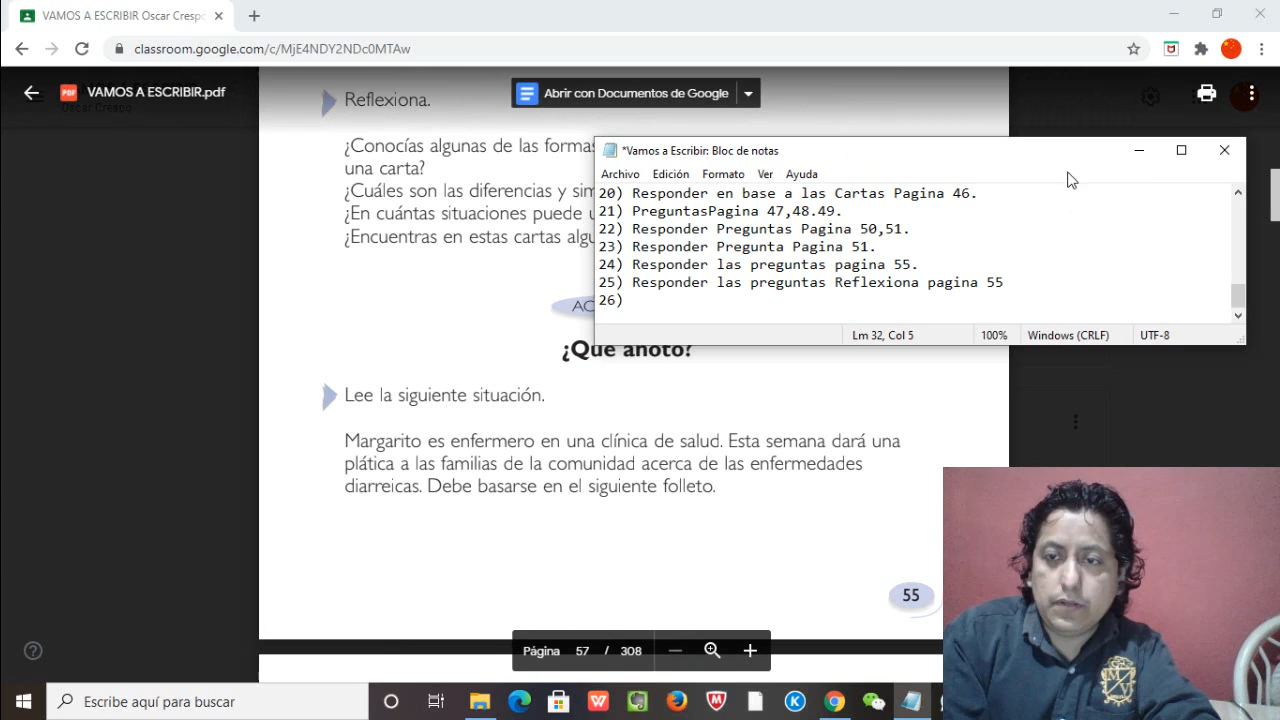 VAMOS A ESCRIBIR Oscar Crespo
classroom.google.com/c/MjE4NDY2NDc0MTAw
VAMOS A ESCRIBIR.pdf
Oscar Crespo
Abrir con Documentos de Google
Reflexiona.
¿Conocías algunas de las formas
una carta?
¿Cuáles son las diferencias y sim
¿En cuántas situaciones puede u
¿Encuentras en estas cartas algu
*Vamos a Escribir: Bloc de notas
Archivo Edición Formato Ver Ayuda
20) Responder en base a las Cartas Pagina 46.
21) PreguntasPagina 47,48.49.
22) Responder Preguntas Pagina 50,51.
23) Responder Pregunta Pagina 51.
24) Responder las preguntas pagina 55.
25) Responder las preguntas Reflexiona pagina 55
26)
Lm 32, Col 5 100% Windows (CRLF) UTF-8
AC
¿Qué anoto?
Lee la siguiente situación.
Margarito es enfermero en una clínica de salud. Esta semana dará una
plática a las familias de la comunidad acerca de las enfermedades
diarreicas. Debe basarse en el siguiente folleto.
55
Página 57 / 308
Escribe aquí para buscar